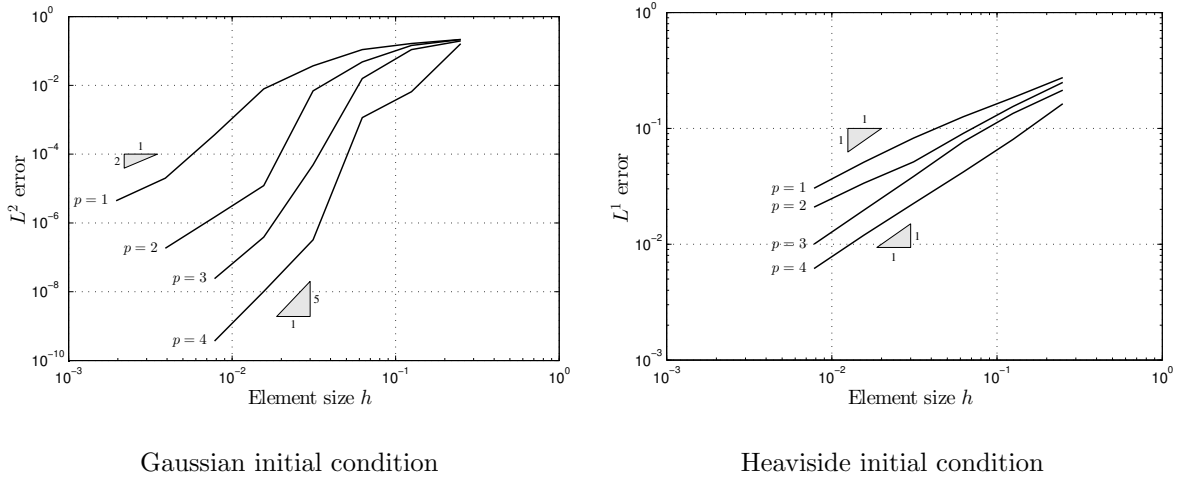 10^0
10^-2
10^-4
10^-6
10^-8
10^-10
L^2 error
1
2
p = 1
p = 2
p = 3
p = 4
5
1
10^-3
10^-2
10^-1
10^0
Element size h
Gaussian initial condition
10^0
10^-1
10^-2
10^-3
L^1 error
1
1
p = 1
p = 2
p = 3
p = 4
1
1
10^-3
10^-2
10^-1
10^0
Element size h
Heaviside initial condition